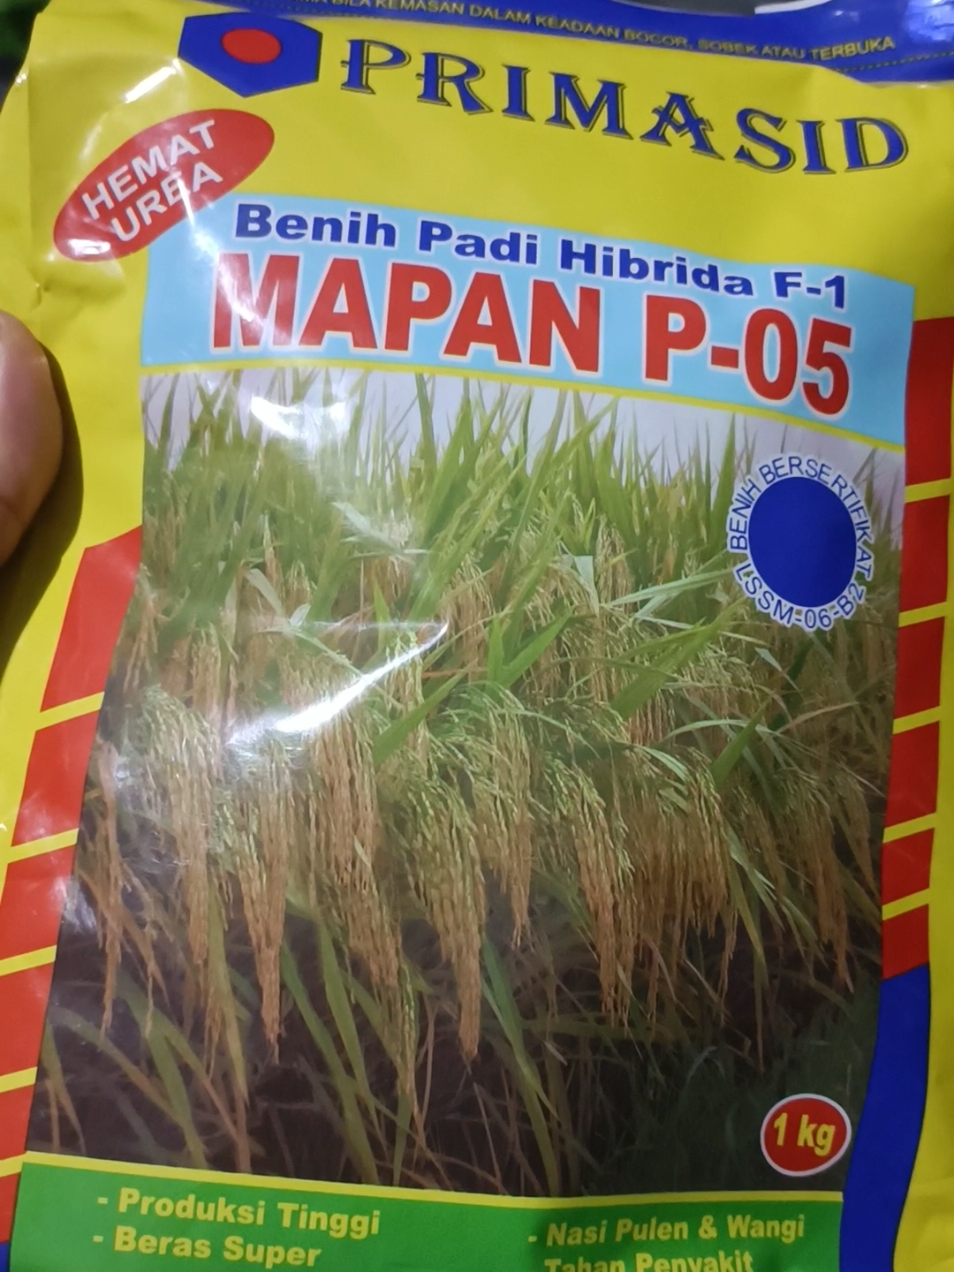 BILA KEMASAN DALAM KEADAAN BOCOR, SOBEK ATAU TERBUKA
PRIMASID
HEMAT
UREA
Benih Padi Hibrida F-1
MAPAN P-05
BENIH BERSERTIFIKAT
LSSM-06-B2
1 kg
- Produksi Tinggi
- Beras Super
- Nasi Pulen & Wangi
Tahan Penyakit